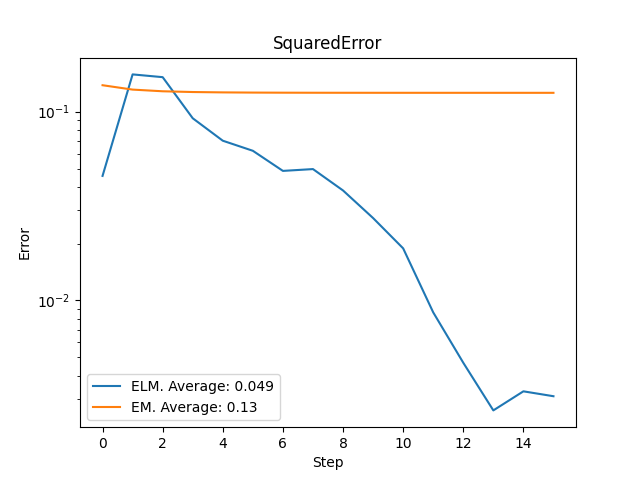 SquaredError
10⁻¹
10⁻²
Error
ELM. Average: 0.049
EM. Average: 0.13
0 2 4 6 8 10 12 14
Step